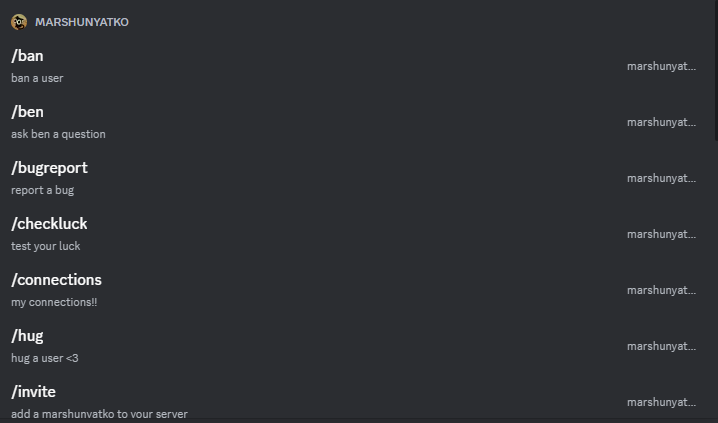 MARSHUNYATKO
/ban
ban a user
marshunyat...
/ben
ask ben a question
marshunyat...
/bugreport
report a bug
marshunyat...
/checkluck
test your luck
marshunyat...
/connections
my connections!!
marshunyat...
/hug
hug a user <3
marshunyat...
/invite
add a marshunyatko to your server
marshunyat...